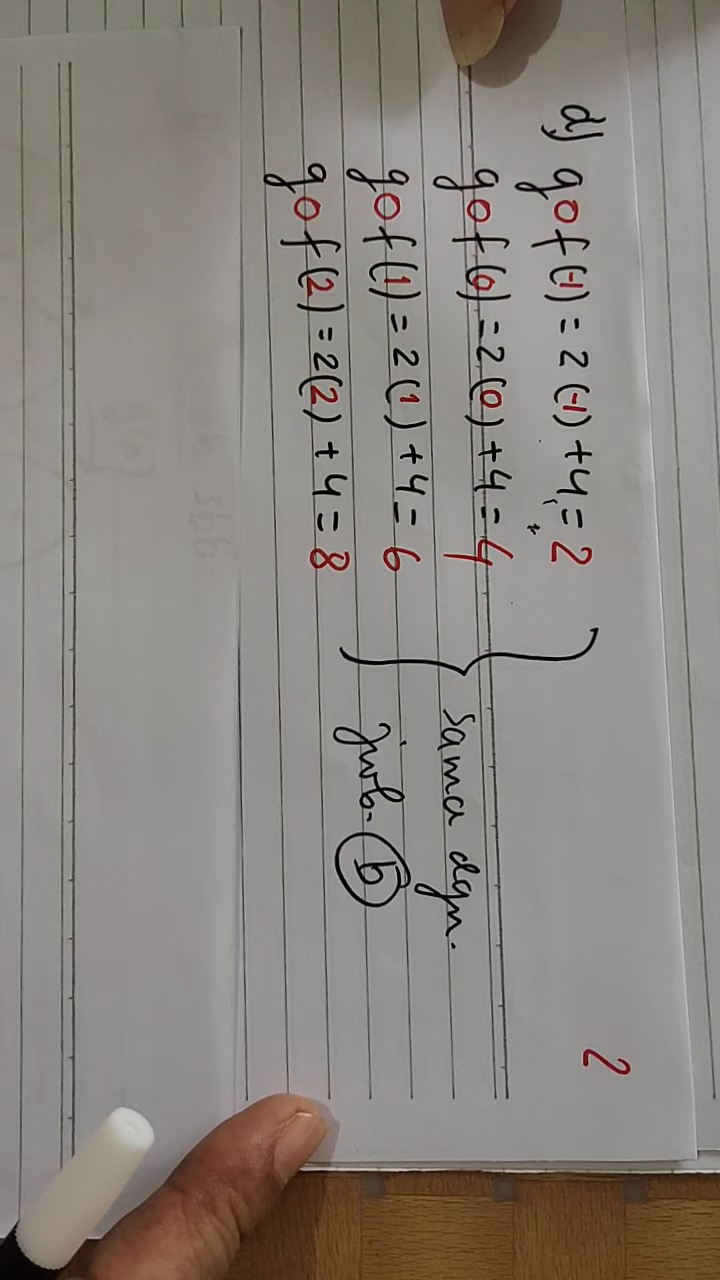 2
d) gof(-1) = 2(-1) + 4 = 2
gof(0) = 2(0) + 4 = 4
gof(1) = 2(1) + 4 = 6
gof(2) = 2(2) + 4 = 8
sama dgn.
jwb. b